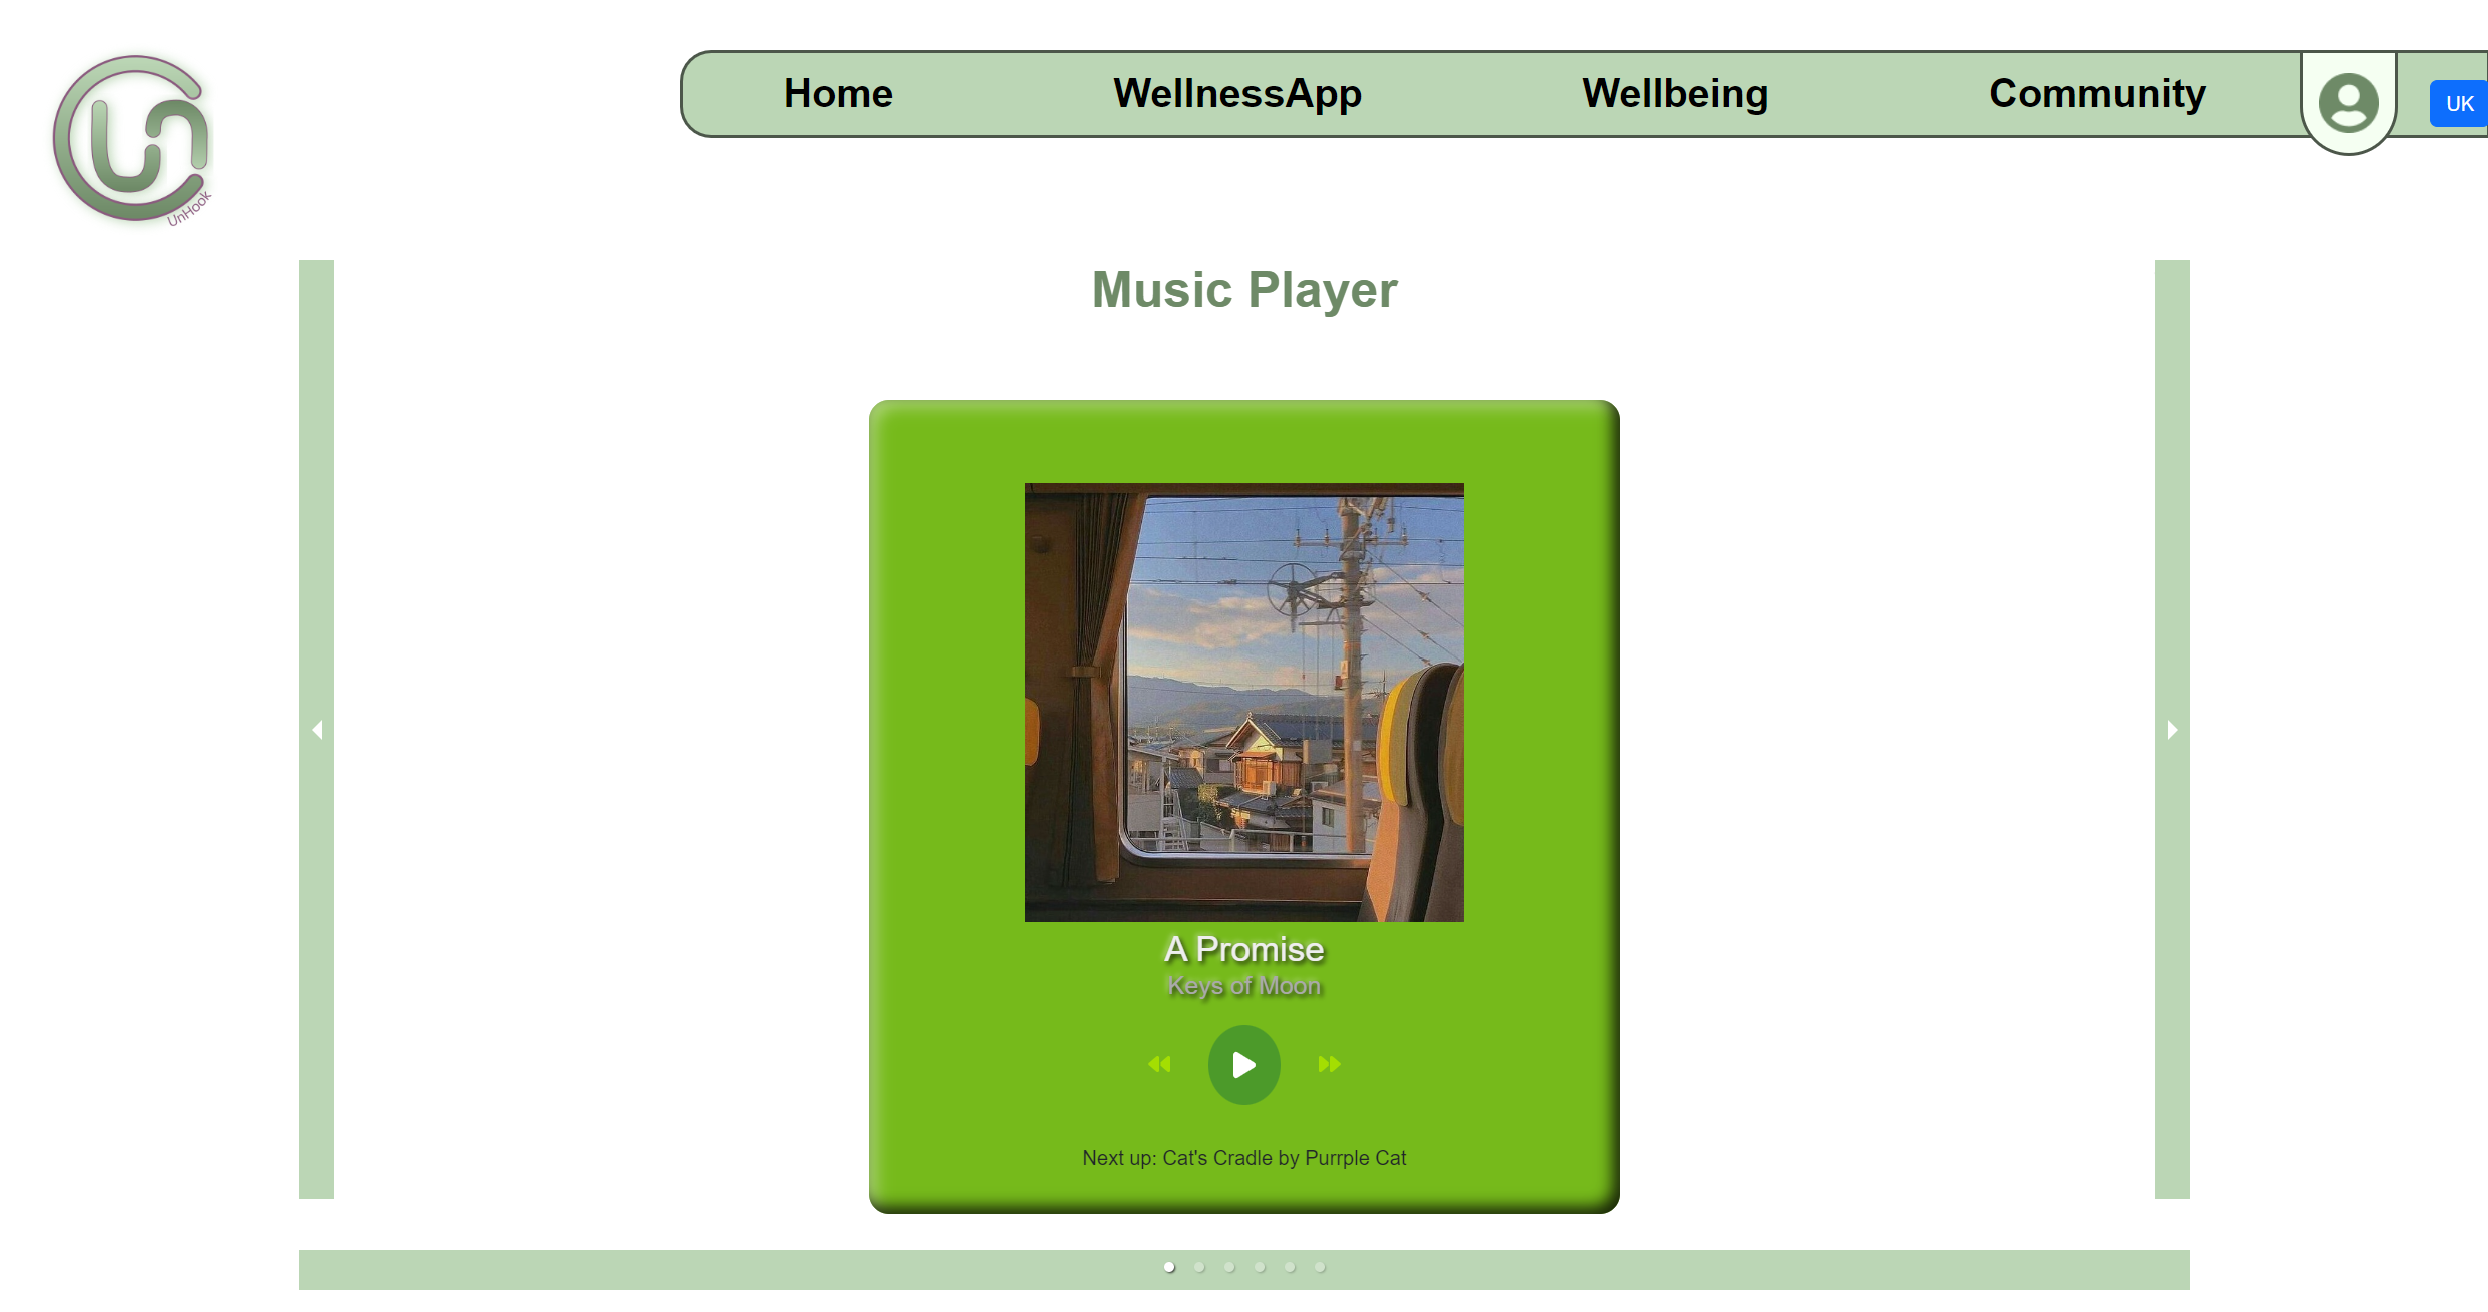 UnHook
Home WellnessApp Wellbeing Community UK
Music Player
A Promise
Keys of Moon
Next up: Cat's Cradle by Purrple Cat